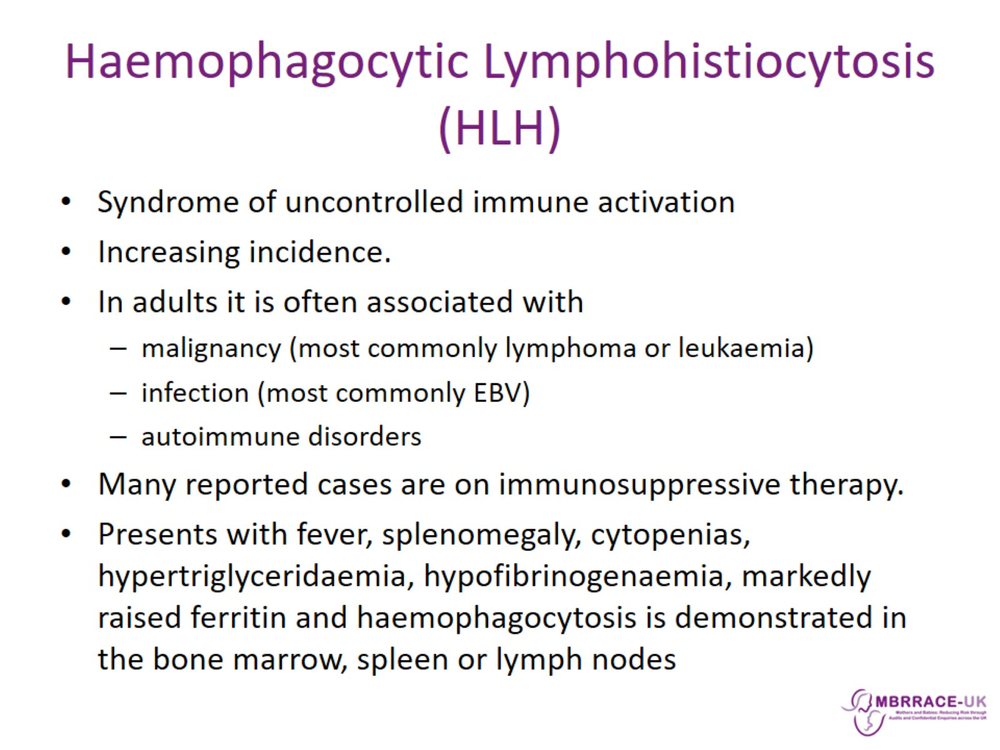 Haemophagocytic Lymphohistiocytosis
(HLH)
• Syndrome of uncontrolled immune activation
• Increasing incidence.
• In adults it is often associated with
– malignancy (most commonly lymphoma or leukaemia)
– infection (most commonly EBV)
– autoimmune disorders
• Many reported cases are on immunosuppressive therapy.
• Presents with fever, splenomegaly, cytopenias,
hypertriglyceridaemia, hypofibrinogenaemia, markedly
raised ferritin and haemophagocytosis is demonstrated in
the bone marrow, spleen or lymph nodes
MBRRACE-UK
Mothers and Babies: Reducing Risk through
Audits and Confidential Enquiries across the UK